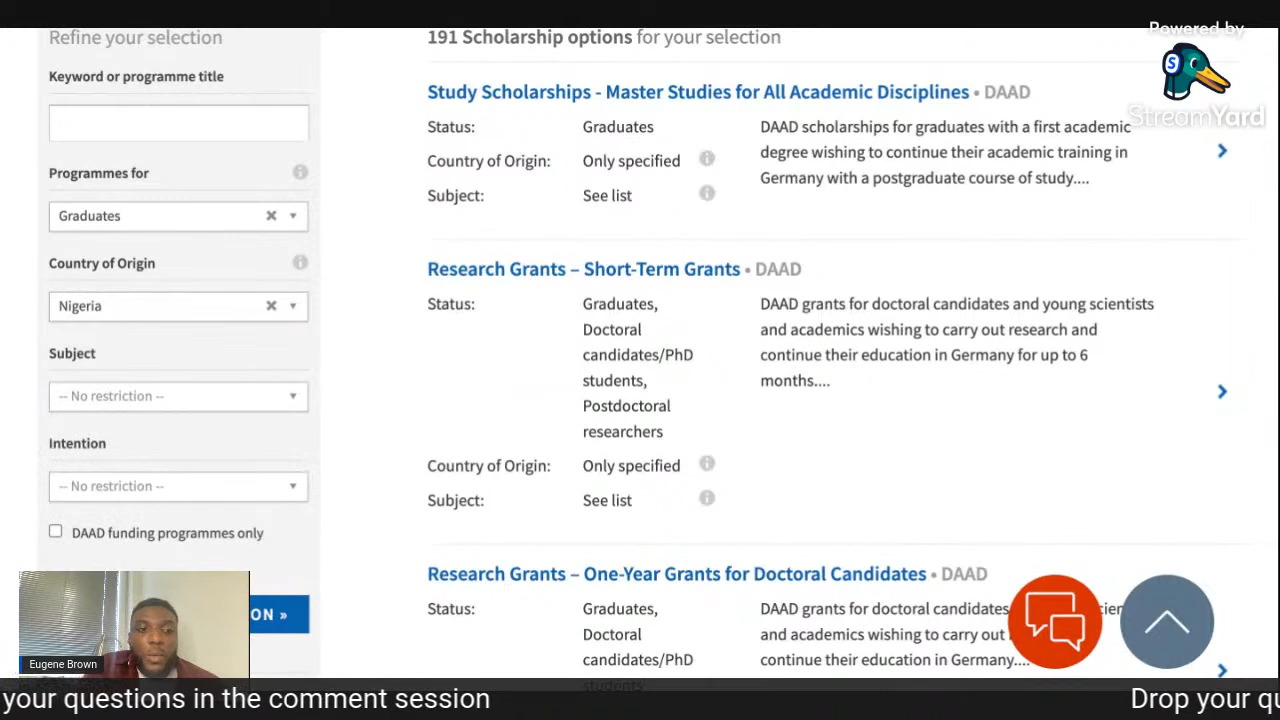 Powered by
S
StreamYard
Refine your selection
Keyword or programme title
Programmes for
Graduates
Country of Origin
Nigeria
Subject
-- No restriction --
Intention
-- No restriction --
DAAD funding programmes only
ON »
Eugene Brown
191 Scholarship options for your selection
Study Scholarships - Master Studies for All Academic Disciplines • DAAD
Status: Graduates
Country of Origin: Only specified
Subject: See list
DAAD scholarships for graduates with a first academic
degree wishing to continue their academic training in
Germany with a postgraduate course of study....
Research Grants – Short-Term Grants • DAAD
Status: Graduates,
Doctoral
candidates/PhD
students,
Postdoctoral
researchers
Country of Origin: Only specified
Subject: See list
DAAD grants for doctoral candidates and young scientists
and academics wishing to carry out research and
continue their education in Germany for up to 6
months....
Research Grants – One-Year Grants for Doctoral Candidates • DAAD
Status: Graduates,
Doctoral
candidates/PhD
students
DAAD grants for doctoral candidates
and academics wishing to carry out
continue their education in Germany....
your questions in the comment session
Drop your qu